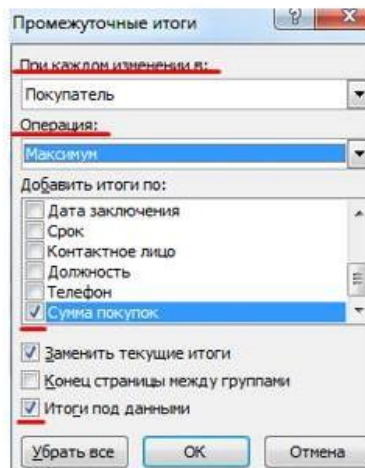 Промежуточные итоги
При каждом изменении в:
Покупатель
Операция:
Максимум
Добавить итоги по:
Дата заключения
Срок
Контактное лицо
Должность
Телефон
Сумма покупок
Заменить текущие итоги
Конец страницы между группами
Итоги под данными
Убрать все ОК Отмена